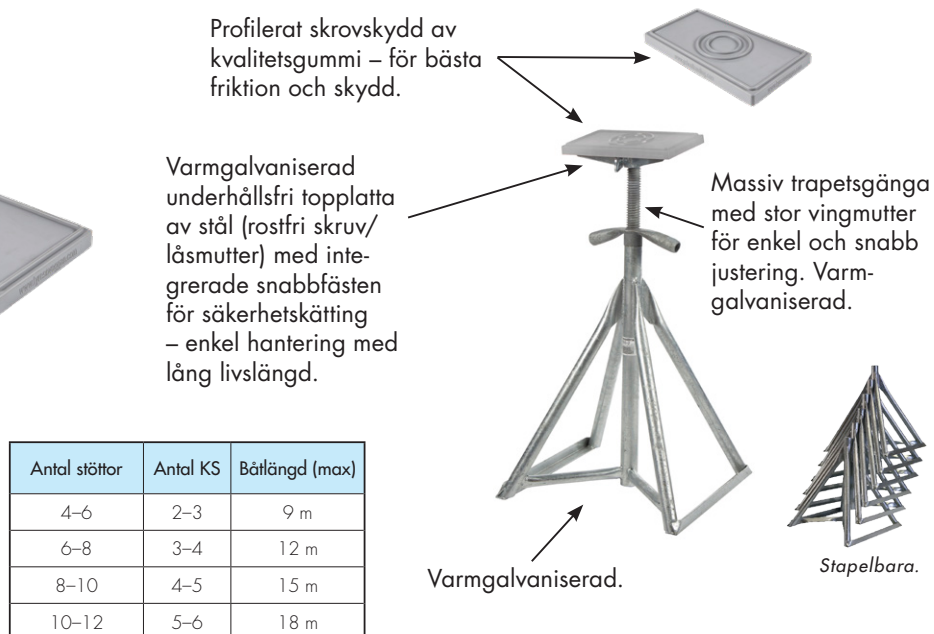 Profilerat skrovskydd av
kvalitetsgummi – för bästa
friktion och skydd.
Varmgalvaniserad
underhållsfri topplatta
av stål (rostfri skruv/
låsmutter) med inte-
grerade snabbfästen
för säkerhetskätting
– enkel hantering med
lång livslängd.
Massiv trapetsgänga
med stor vingmutter
för enkel och snabb
justering. Varm-
galvaniserad.
Antal stöttor Antal KS Båtlängd (max)
4–6 2–3 9 m
6–8 3–4 12 m
8–10 4–5 15 m
10–12 5–6 18 m
Varmgalvaniserad.
Stapelbara.